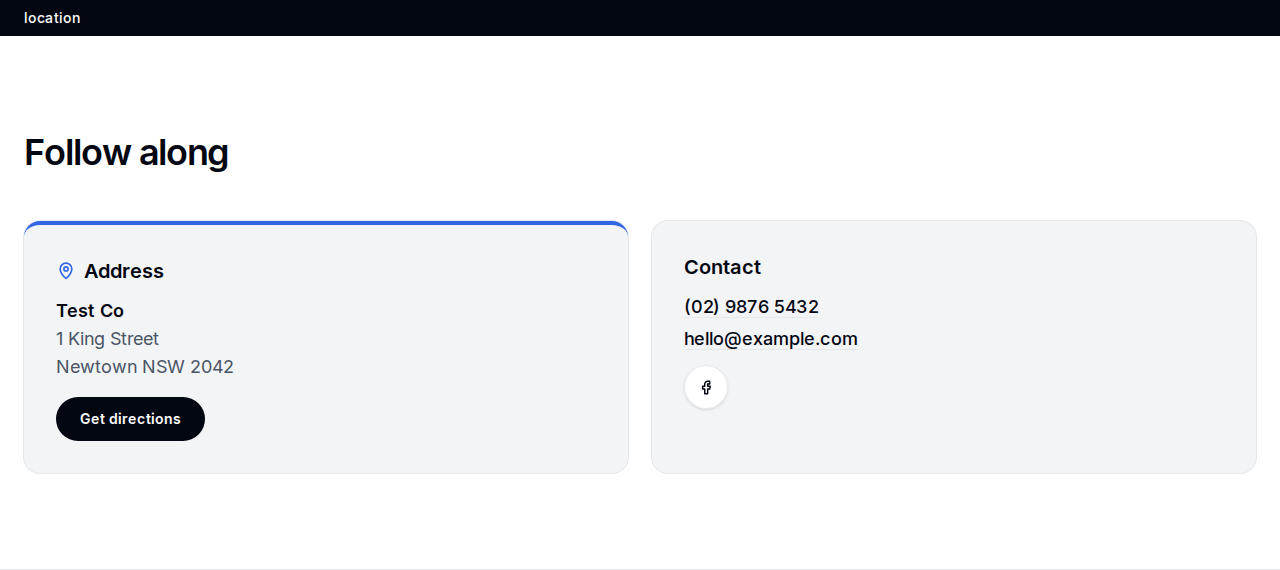 location
Follow along
Address
Test Co
1 King Street
Newtown NSW 2042
Get directions
Contact
(02) 9876 5432
hello@example.com